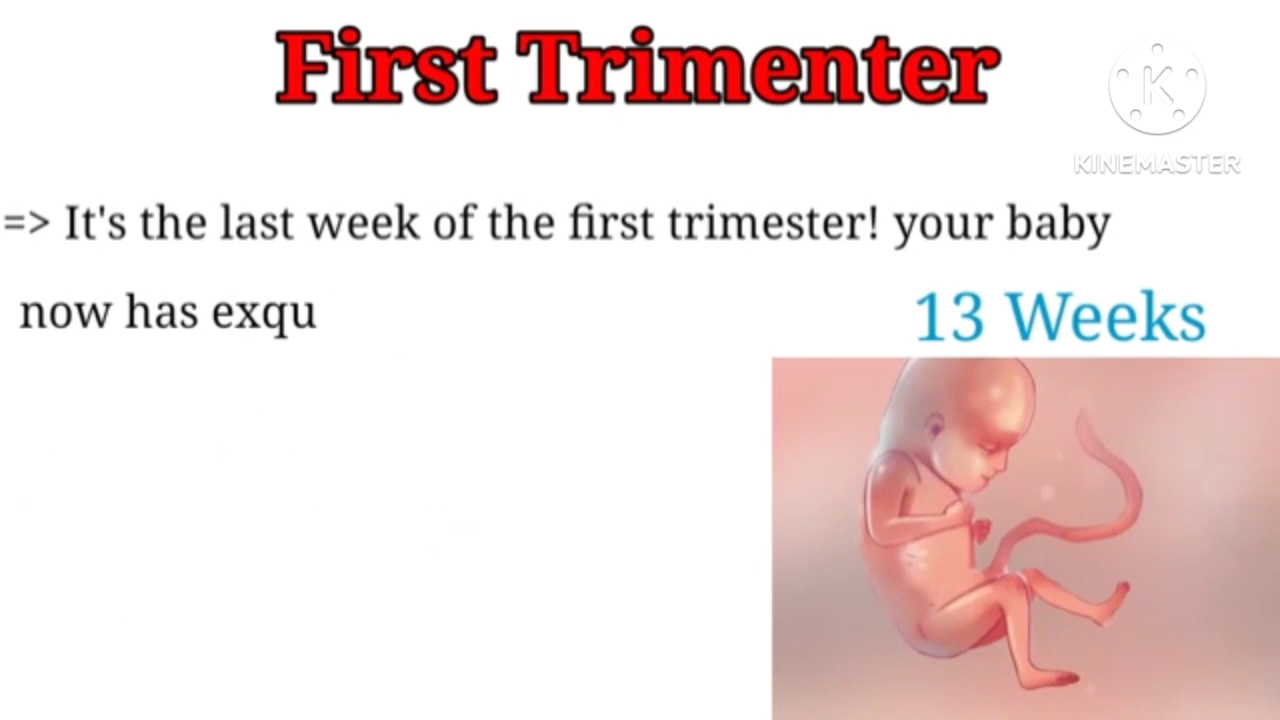 First Trimenter
KINEMASTER
=> It's the last week of the first trimester! your baby
now has exqu
13 Weeks